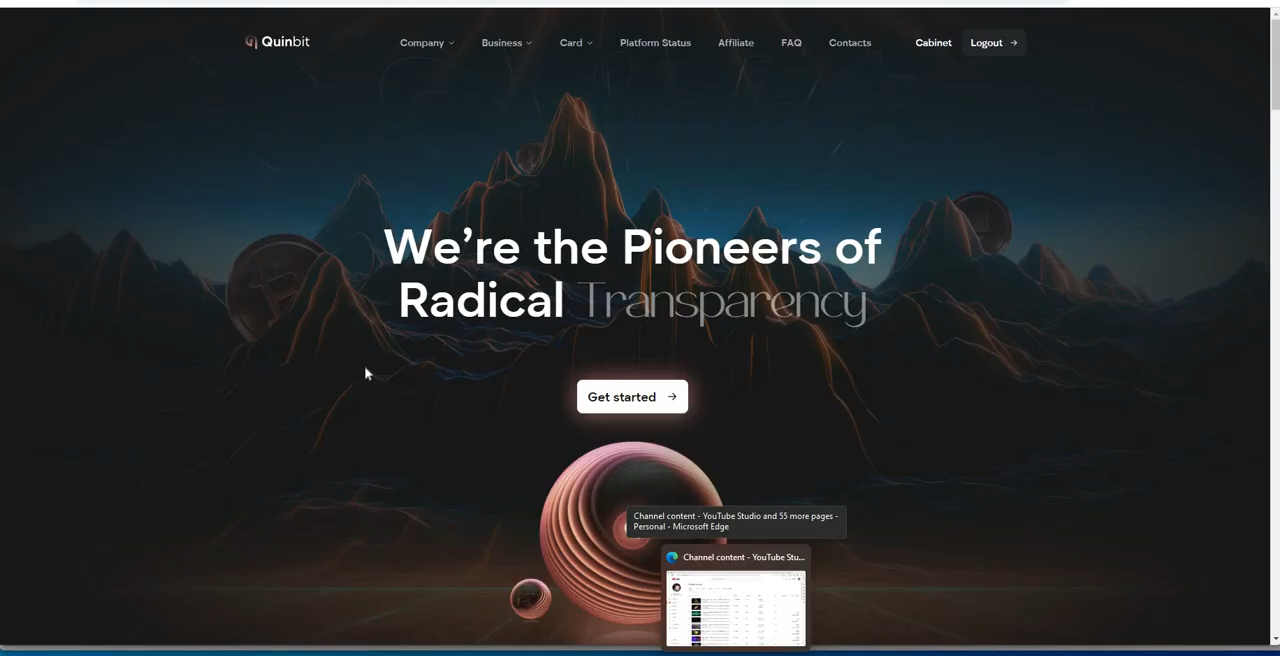 Quinbit
Company Business Card Platform Status Affiliate FAQ Contacts Cabinet Logout
We're the Pioneers of
Radical Transparency
Get started
Channel content - YouTube Studio and 55 more pages -
Personal - Microsoft Edge
Channel content - YouTube Stu...